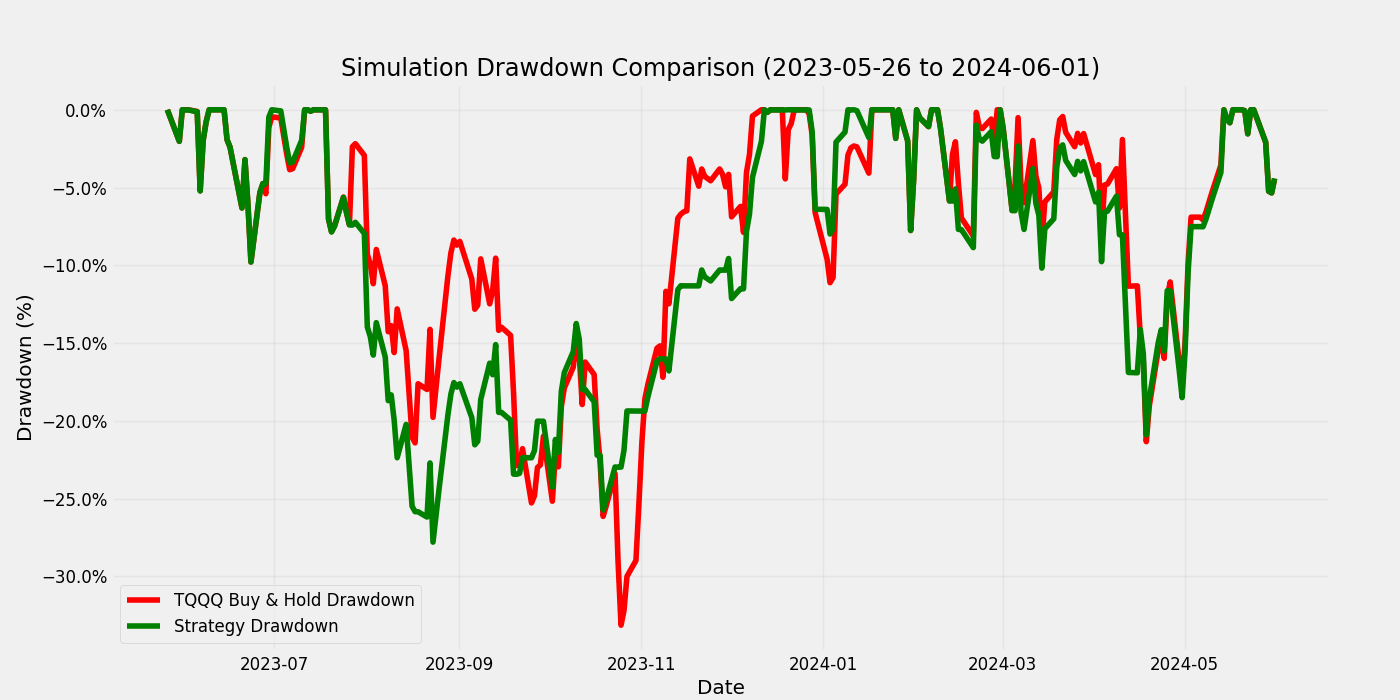 Simulation Drawdown Comparison (2023-05-26 to 2024-06-01)
Drawdown (%)
0.0%
−5.0%
−10.0%
−15.0%
−20.0%
−25.0%
−30.0%
TQQQ Buy & Hold Drawdown
Strategy Drawdown
2023-07
2023-09
2023-11
2024-01
2024-03
2024-05
Date